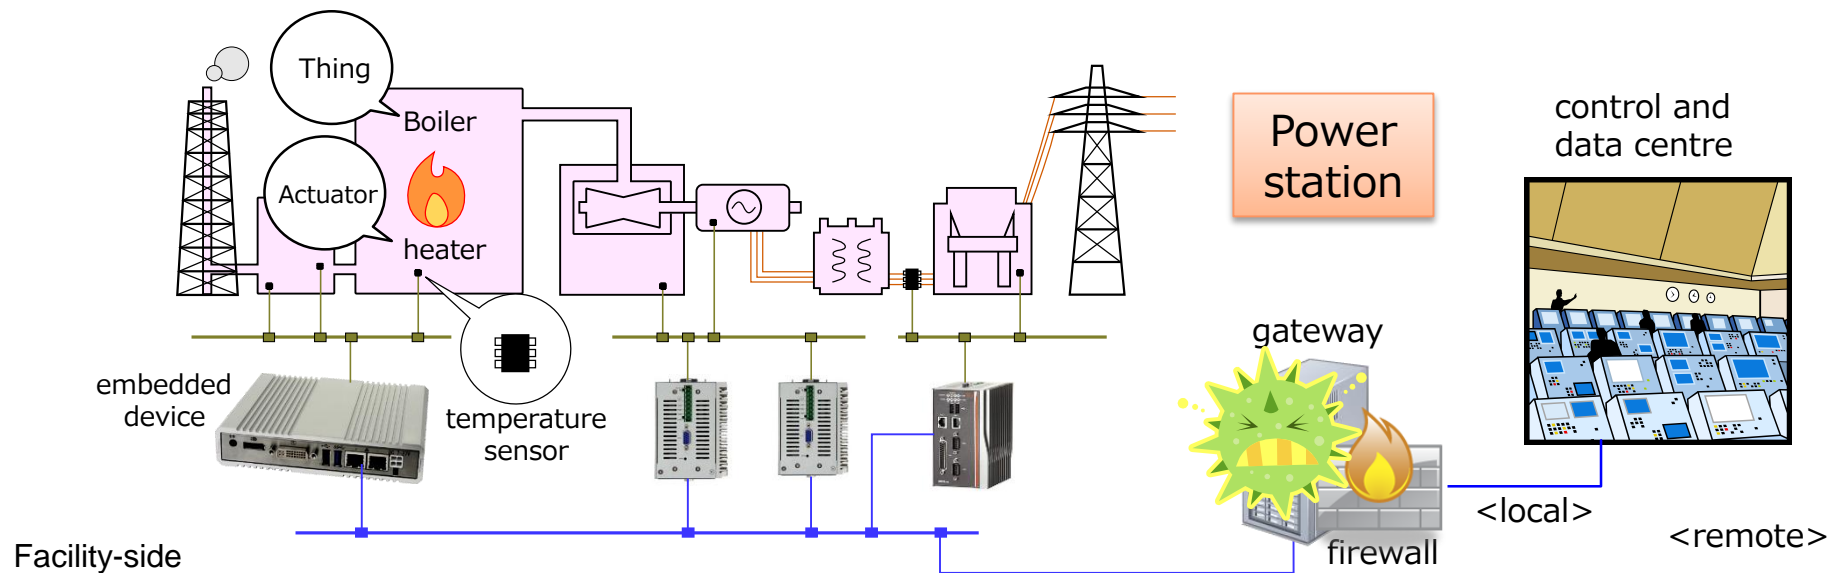 Thing
Boiler
Actuator
heater
Power
station
control and
data centre
gateway
embedded
device
temperature
sensor
<local>
<remote>
firewall
Facility-side